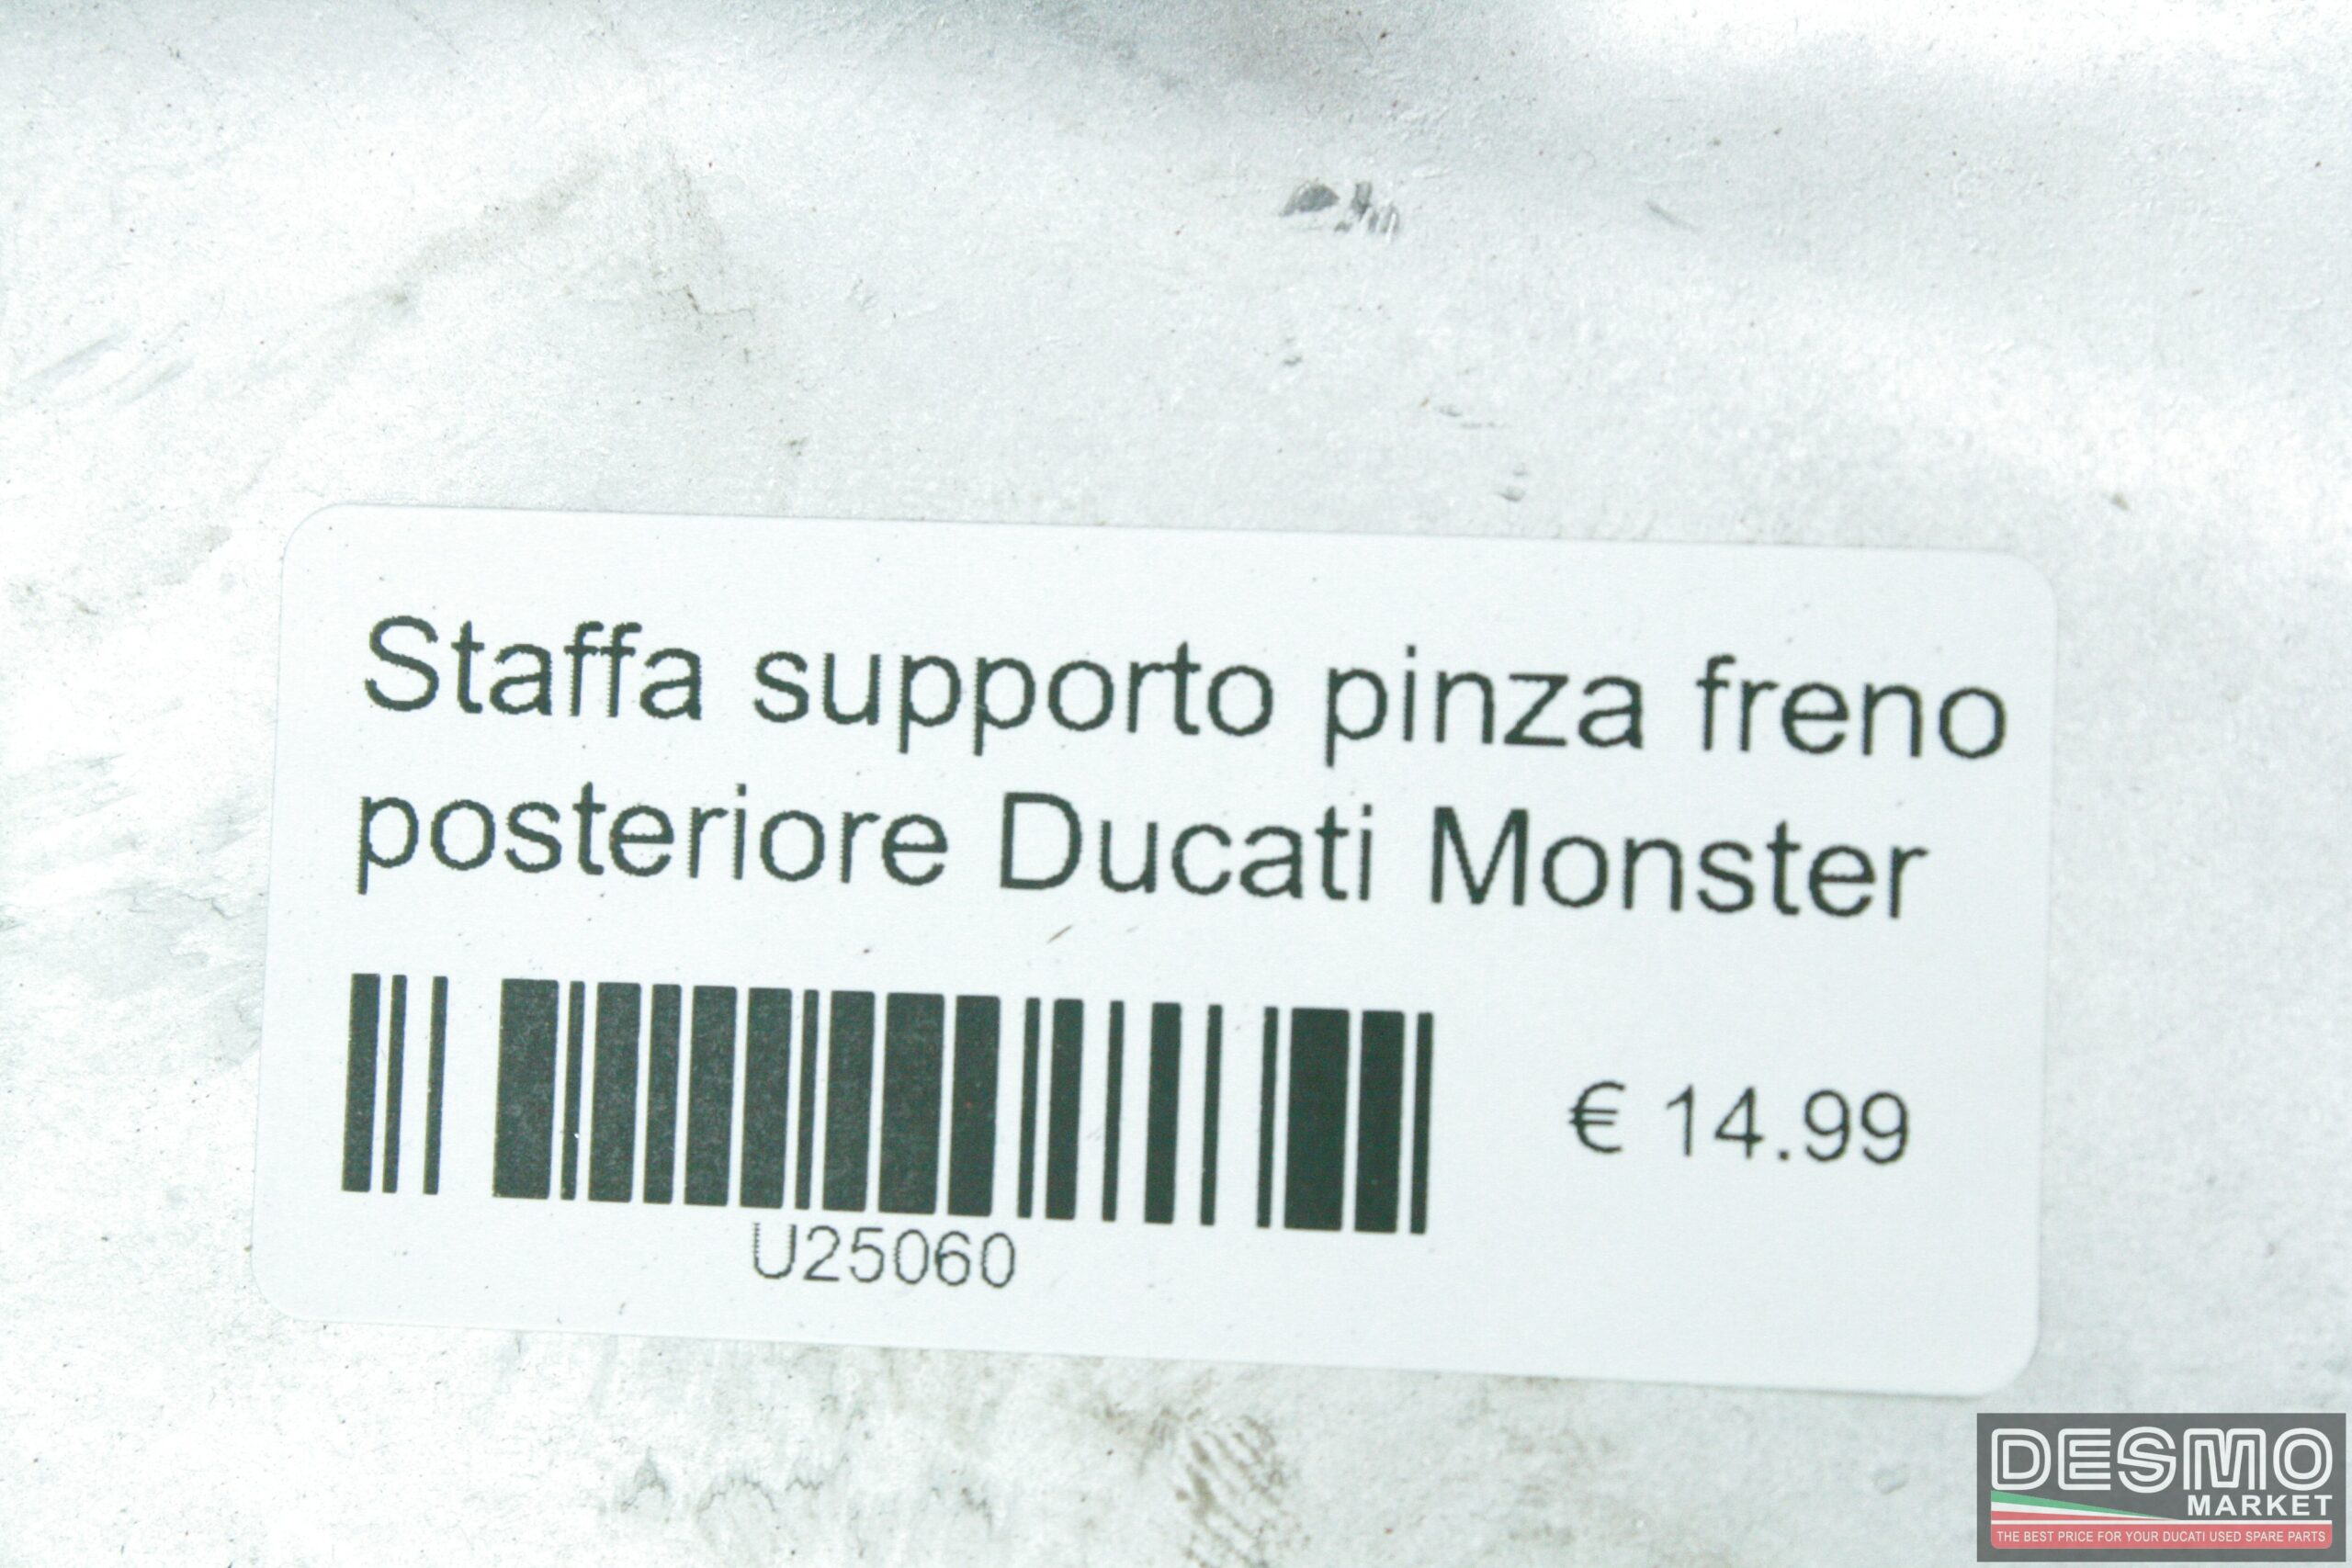 Staffa supporto pinza freno
posteriore Ducati Monster
€ 14.99
U25060
DESMO
MARKET
THE BEST PRICE FOR YOUR DUCATI USED SPARE PARTS